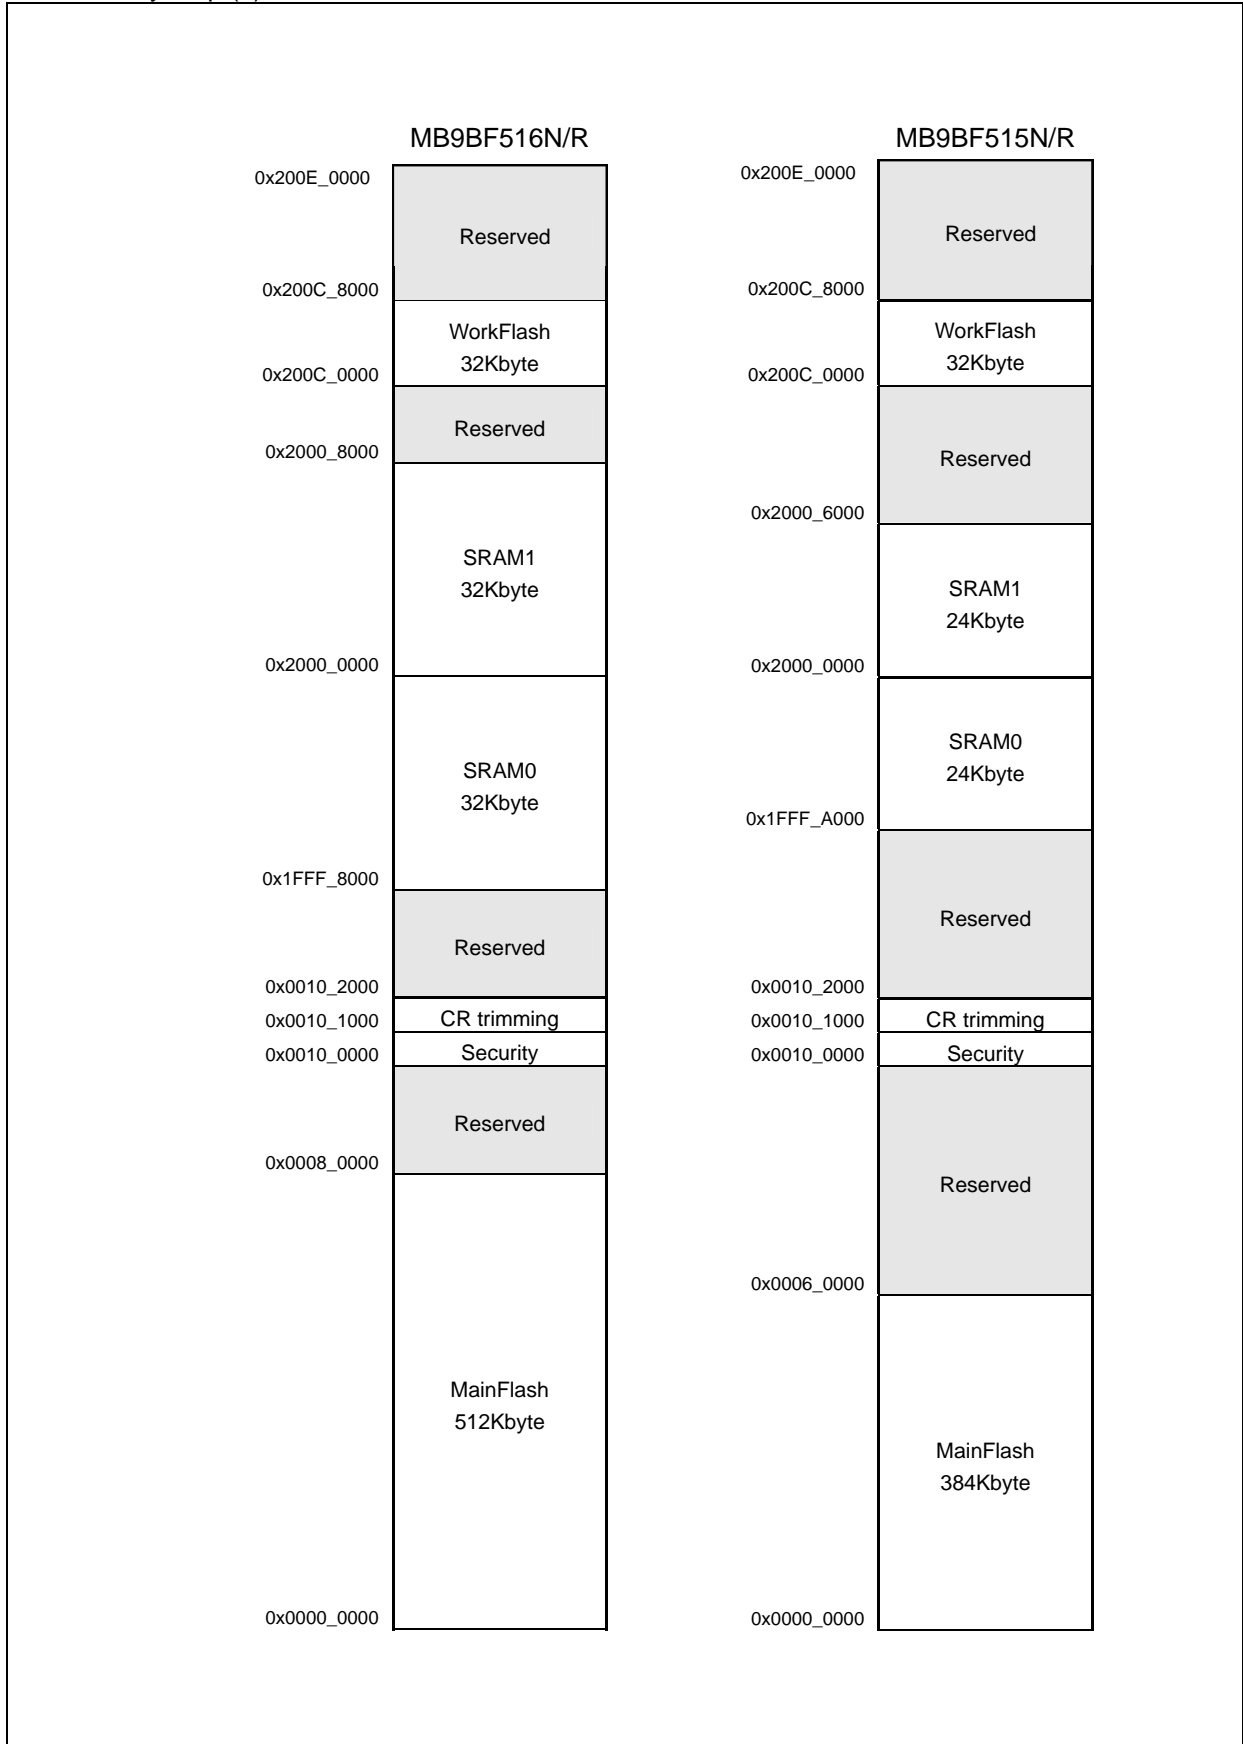 MB9BF516N/R
0x200E_0000
Reserved
0x200C_8000
WorkFlash
32Kbyte
0x200C_0000
Reserved
0x2000_8000
SRAM1
32Kbyte
0x2000_0000
SRAM0
32Kbyte
0x1FFF_8000
Reserved
0x0010_2000
0x0010_1000 CR trimming
0x0010_0000 Security
Reserved
0x0008_0000
MainFlash
512Kbyte
0x0000_0000
MB9BF515N/R
0x200E_0000
Reserved
0x200C_8000
WorkFlash
32Kbyte
0x200C_0000
Reserved
0x2000_6000
SRAM1
24Kbyte
0x2000_0000
SRAM0
24Kbyte
0x1FFF_A000
Reserved
0x0010_2000
0x0010_1000 CR trimming
0x0010_0000 Security
Reserved
0x0006_0000
MainFlash
384Kbyte
0x0000_0000